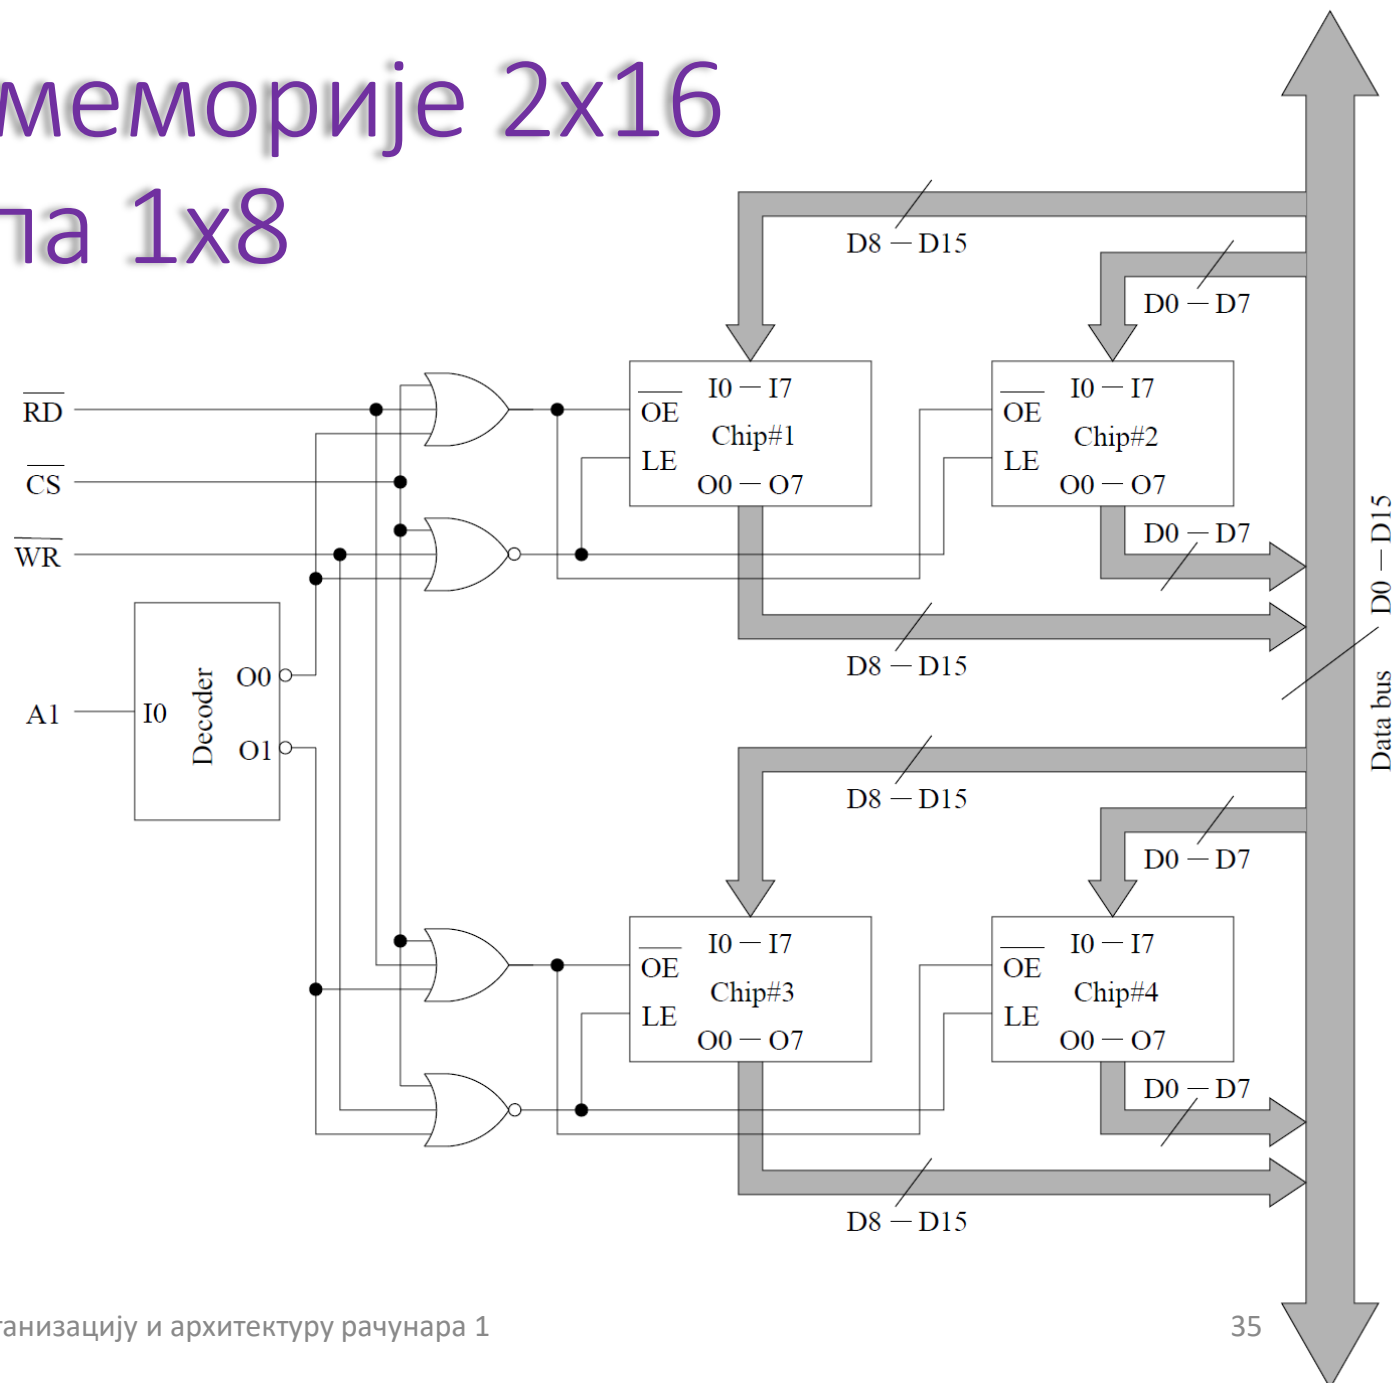 меморије 2x16
па 1x8
D8 — D15
D0 — D7
RD
CS
WR
A1
I0
Decoder
O0
O1
OE
LE
I0 — I7
Chip#1
O0 — O7
OE
LE
I0 — I7
Chip#2
O0 — O7
D0 — D7
D8 — D15
Data bus D0 — D15
D8 — D15
D0 — D7
OE
LE
I0 — I7
Chip#3
O0 — O7
OE
LE
I0 — I7
Chip#4
O0 — O7
D0 — D7
D8 — D15
ганизацију и архитектуру рачунара 1
35